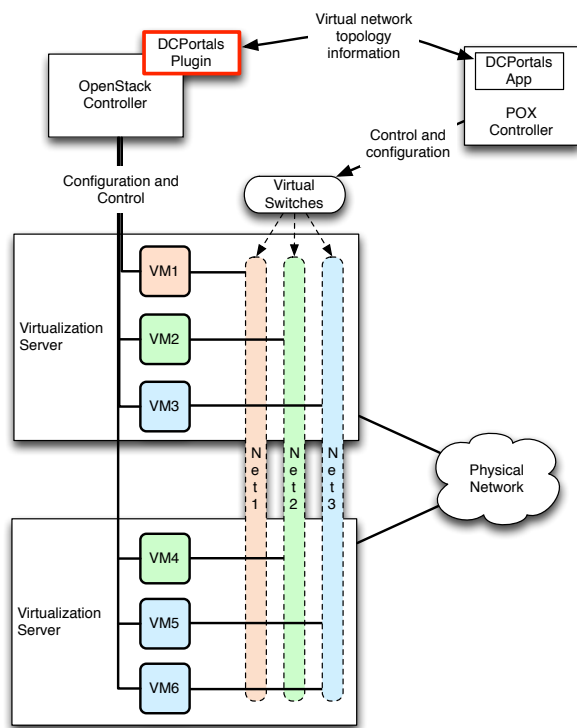 DCPortals
Plugin
OpenStack
Controller
Virtual network
topology
information
DCPortals
App
POX
Controller
Control and
configuration
Configuration and
Control
Virtual
Switches
Virtualization
Server
VM1
VM2
VM3
Net1
Net2
Net3
Physical
Network
Virtualization
Server
VM4
VM5
VM6